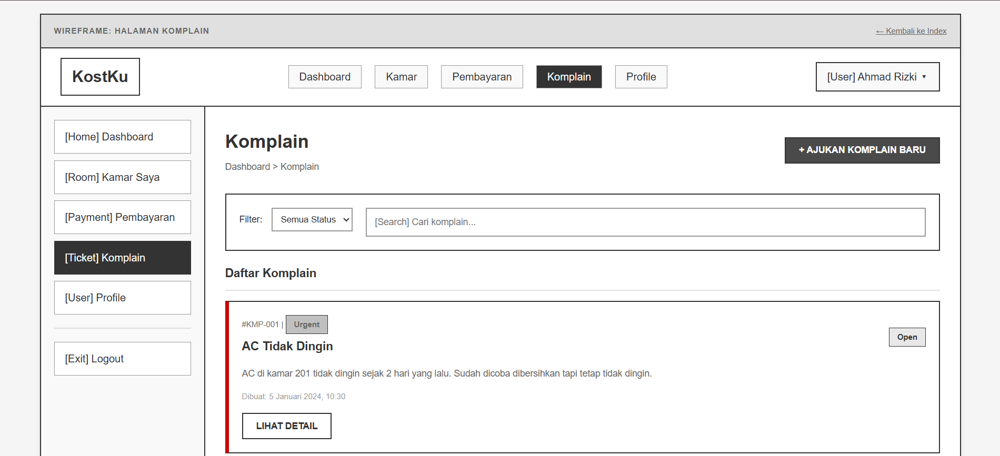 WIREFRAME: HALAMAN KOMPLAIN
← Kembali ke Index
KostKu
Dashboard
Kamar
Pembayaran
Komplain
Profile
[User] Ahmad Rizki ▼
[Home] Dashboard
[Room] Kamar Saya
[Payment] Pembayaran
[Ticket] Komplain
[User] Profile
[Exit] Logout
Komplain
Dashboard > Komplain
+ AJUKAN KOMPLAIN BARU
Filter:
Semua Status
[Search] Cari komplain...
Daftar Komplain
#KMP-001 | Urgent
AC Tidak Dingin
Open
AC di kamar 201 tidak dingin sejak 2 hari yang lalu. Sudah dicoba dibersihkan tapi tetap tidak dingin.
Dibuat: 5 Januari 2024, 10:30
LIHAT DETAIL